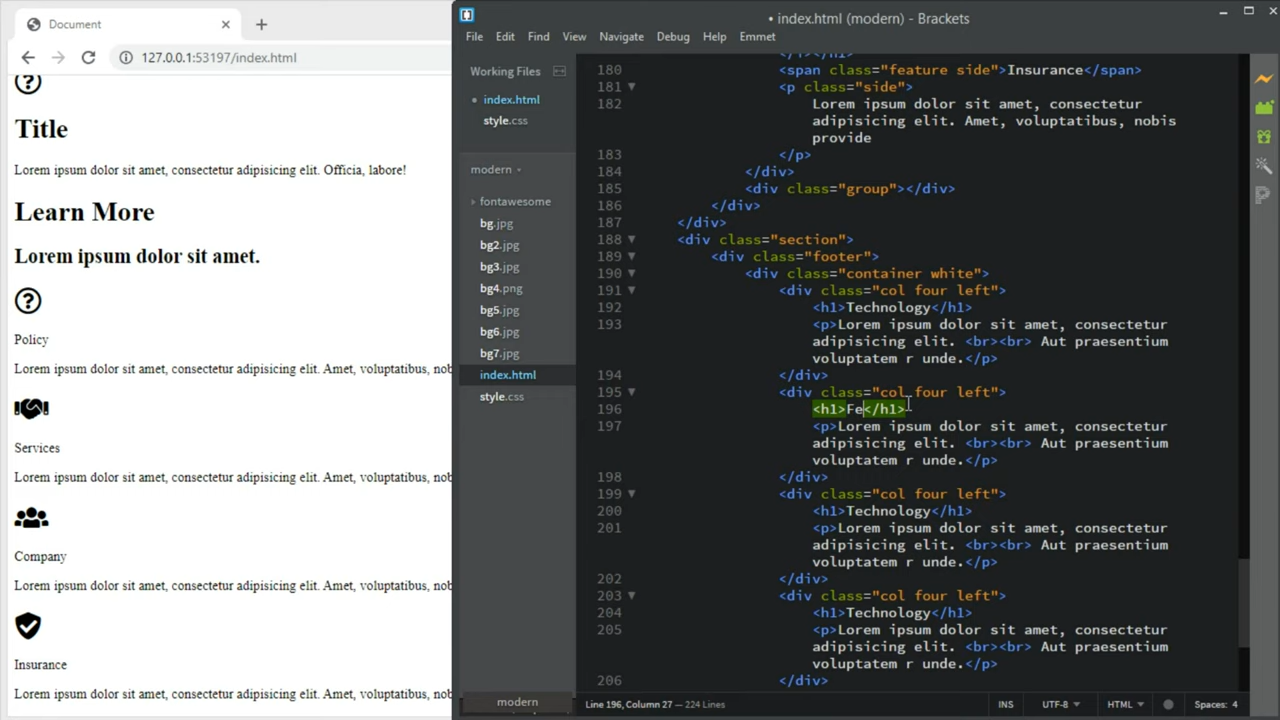 Document
127.0.0.1:53197/index.html
Title
Lorem ipsum dolor sit amet, consectetur adipisicing elit. Officia, labore!
Learn More
Lorem ipsum dolor sit amet.
Policy
Lorem ipsum dolor sit amet, consectetur adipisicing elit. Amet, voluptatibus, nob
Services
Lorem ipsum dolor sit amet, consectetur adipisicing elit. Amet, voluptatibus, nob
Company
Lorem ipsum dolor sit amet, consectetur adipisicing elit. Amet, voluptatibus, nob
Insurance
Lorem ipsum dolor sit amet, consectetur adipisicing elit. Amet, voluptatibus, nob
• index.html (modern) - Brackets
File Edit Find View Navigate Debug Help Emmet
Working Files
index.html
style.css
modern
fontawesome
bg.jpg
bg2.jpg
bg3.jpg
bg4.png
bg5.jpg
bg6.jpg
bg7.jpg
index.html
style.css
modern
180 <span class="feature side">Insurance</span>
181 <p class="side">
182 Lorem ipsum dolor sit amet, consectetur
adipisicing elit. Amet, voluptatibus, nobis
provide
183 </p>
184 </div>
185 <div class="group"></div>
186 </div>
187 </div>
188 <div class="section">
189 <div class="footer">
190 <div class="container white">
191 <div class="col four left">
192 <h1>Technology</h1>
193 <p>Lorem ipsum dolor sit amet, consectetur
adipisicing elit. <br><br> Aut praesentium
voluptatem r unde.</p>
194 </div>
195 <div class="col four left">
196 <h1>Fe</h1>
197 <p>Lorem ipsum dolor sit amet, consectetur
adipisicing elit. <br><br> Aut praesentium
voluptatem r unde.</p>
198 </div>
199 <div class="col four left">
200 <h1>Technology</h1>
201 <p>Lorem ipsum dolor sit amet, consectetur
adipisicing elit. <br><br> Aut praesentium
voluptatem r unde.</p>
202 </div>
203 <div class="col four left">
204 <h1>Technology</h1>
205 <p>Lorem ipsum dolor sit amet, consectetur
adipisicing elit. <br><br> Aut praesentium
voluptatem r unde.</p>
206 </div>
Line 196, Column 27 — 224 Lines INS UTF-8 HTML Spaces: 4